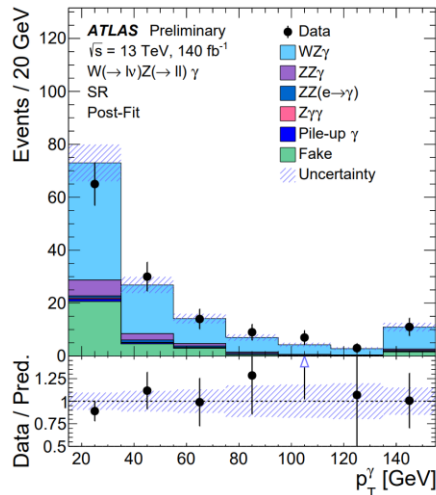 ATLAS Preliminary
√s = 13 TeV, 140 fb⁻¹
W(→ lν)Z(→ ll) γ
SR
Post-Fit
Data
WZγ
ZZγ
ZZ(e→γ)
Zγγ
Pile-up γ
Fake
Uncertainty
Events / 20 GeV
120
100
80
60
40
20
0
Data / Pred.
1.25
1
0.75
0.5
20 40 60 80 100 120 140
p_T^γ [GeV]